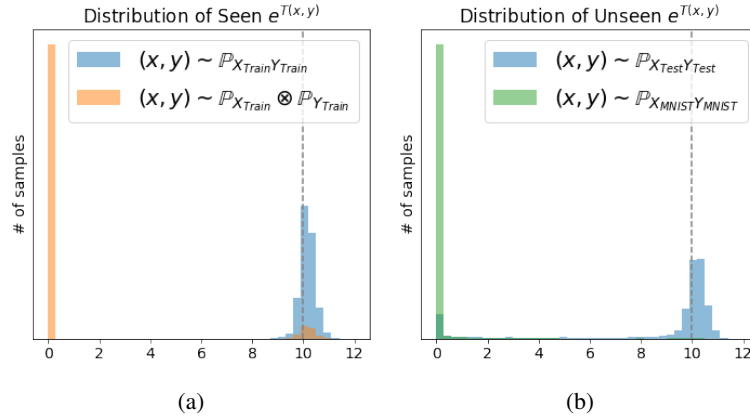 Distribution of Seen e^{T(x, y)}
(x, y) ~ ℙ_{X_{Train}Y_{Train}}
(x, y) ~ ℙ_{X_{Train}} ⊗ ℙ_{Y_{Train}}
# of samples
0 2 4 6 8 10 12
(a)
Distribution of Unseen e^{T(x, y)}
(x, y) ~ ℙ_{X_{Test}Y_{Test}}
(x, y) ~ ℙ_{X_{MNIST}Y_{MNIST}}
# of samples
0 2 4 6 8 10 12
(b)